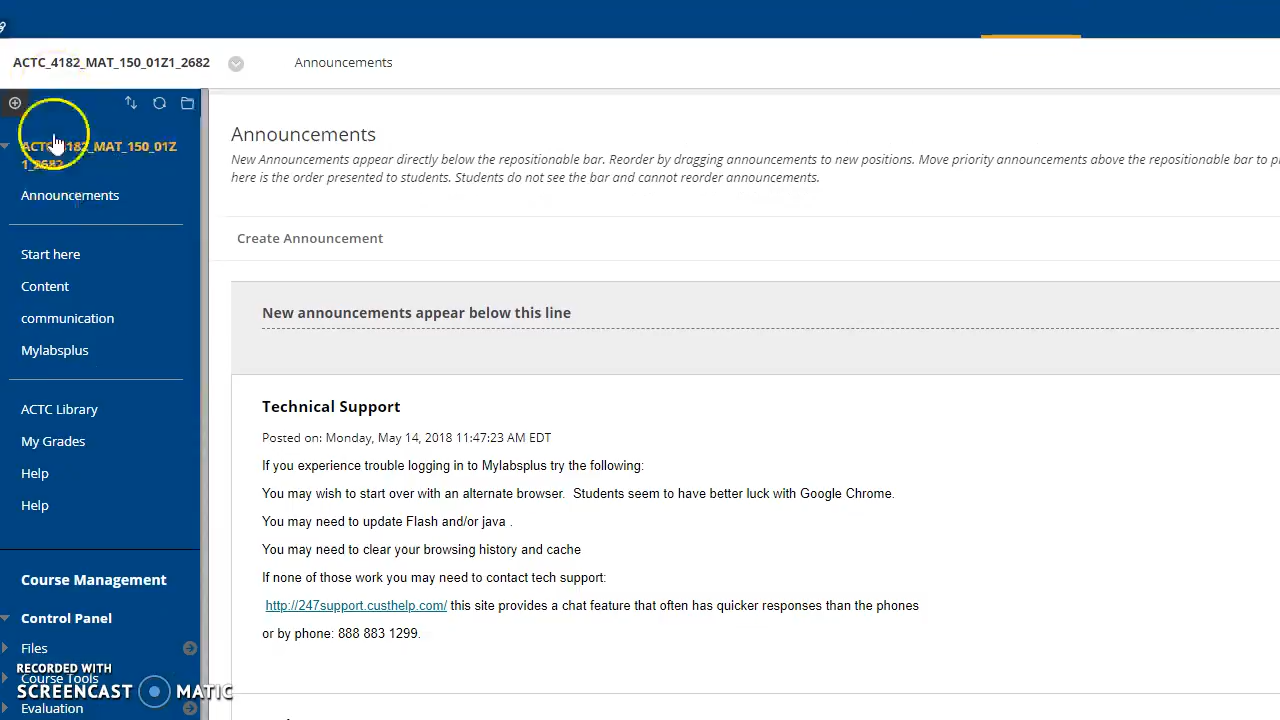 ACTC_4182_MAT_150_01Z1_2682
Announcements
ACTC_4182_MAT_150_01Z
1_2682
Announcements
Start here
Content
communication
Mylabsplus
ACTC Library
My Grades
Help
Help
Course Management
Control Panel
Files
Course Tools
Evaluation
RECORDED WITH
SCREENCAST MATIC
Announcements
New Announcements appear directly below the repositionable bar. Reorder by dragging announcements to new positions. Move priority announcements above the repositionable bar to
here is the order presented to students. Students do not see the bar and cannot reorder announcements.
Create Announcement
New announcements appear below this line
Technical Support
Posted on: Monday, May 14, 2018 11:47:23 AM EDT
If you experience trouble logging in to Mylabsplus try the following:
You may wish to start over with an alternate browser. Students seem to have better luck with Google Chrome.
You may need to update Flash and/or java .
You may need to clear your browsing history and cache
If none of those work you may need to contact tech support:
http://247support.custhelp.com/ this site provides a chat feature that often has quicker responses than the phones
or by phone: 888 883 1299.